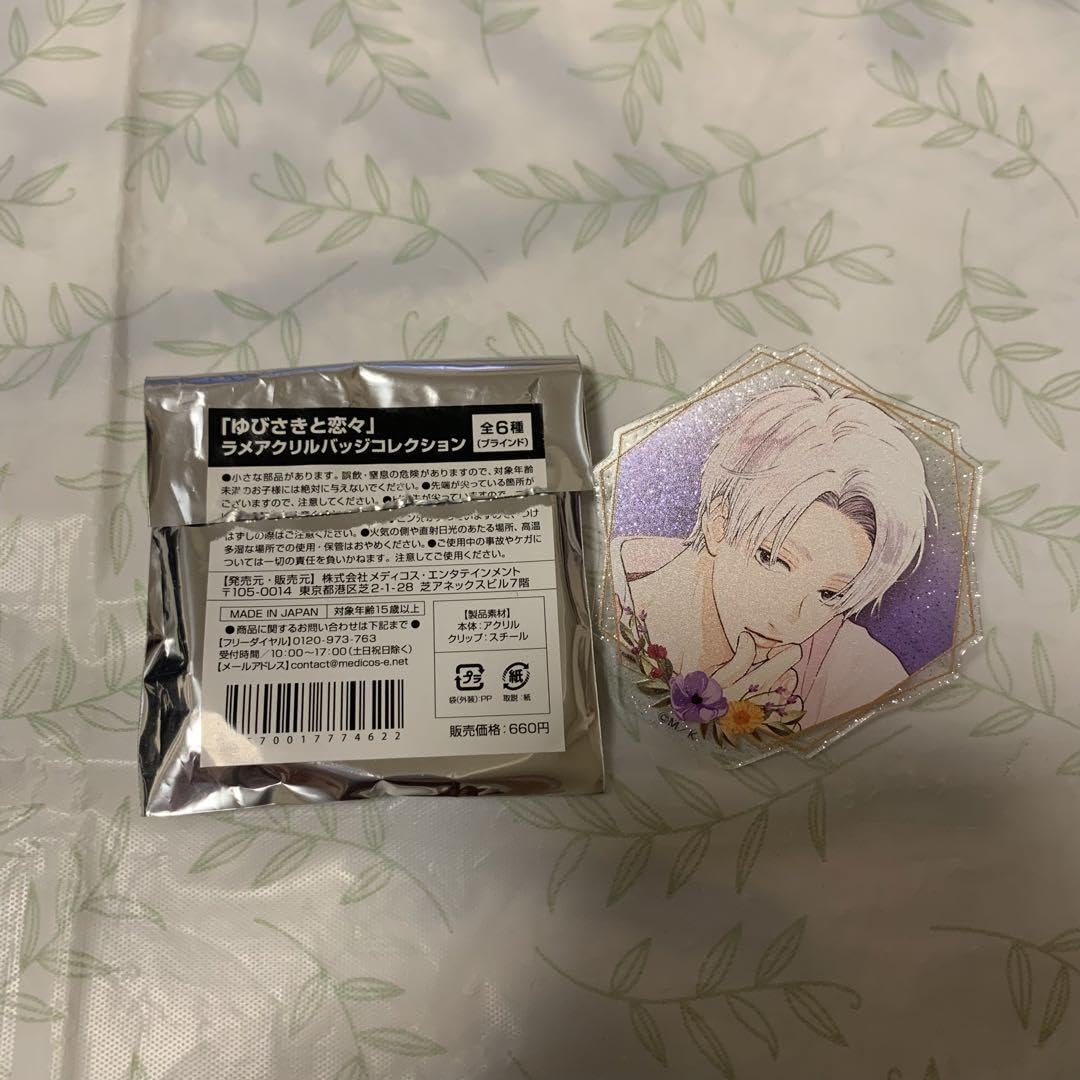 「ゆびさきと恋々」
ラメアクリルバッジコレクション
全6種
(ブラインド)
●小さな部品があります。誤飲・窒息の危険がありますので、対象年齢
未満のお子様には絶対に与えないでください。●先端が尖っている箇所が
ございますので、注意してください。
はずしの際はご注意ください。●火気の側や直射日光のあたる場所、高温
多湿な場所での使用・保管はおやめください。●ご使用中の事故やケガに
ついては一切の責任を負いかねます。注意してご使用ください。
【発売元・販売元】株式会社メディコス・エンタテインメント
〒105-0014 東京都港区芝2-1-28 芝アネックスビル7階
MADE IN JAPAN 対象年齢15歳以上
●商品に関するお問い合わせは下記まで●
【フリーダイヤル】0120-973-763
受付時間/10:00～17:00(土日祝日除く)
【メールアドレス】contact@medicos-e.net
【製品素材】
本体:アクリル
クリップ:スチール
プラ
紙
袋(外装):PP
取説:紙
70017774622
販売価格:660円
©M/K